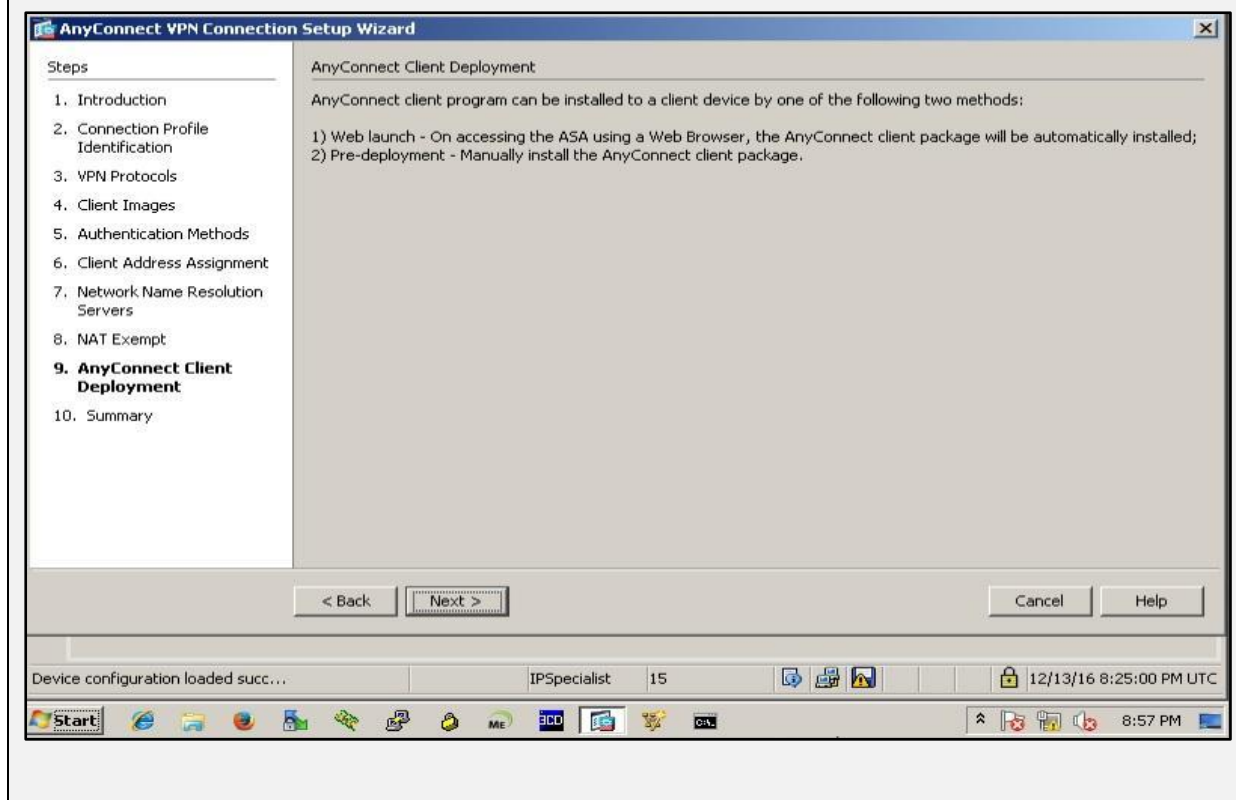 AnyConnect VPN Connection Setup Wizard
Steps
1. Introduction
2. Connection Profile
Identification
3. VPN Protocols
4. Client Images
5. Authentication Methods
6. Client Address Assignment
7. Network Name Resolution
Servers
8. NAT Exempt
9. AnyConnect Client
Deployment
10. Summary
AnyConnect Client Deployment
AnyConnect client program can be installed to a client device by one of the following two methods:
1) Web launch - On accessing the ASA using a Web Browser, the AnyConnect client package will be automatically installed;
2) Pre-deployment - Manually install the AnyConnect client package.
< Back
Next >
Cancel
Help
Device configuration loaded succ...
IPSpecialist
15
12/13/16 8:25:00 PM UTC
Start
ME
C:\
8:57 PM